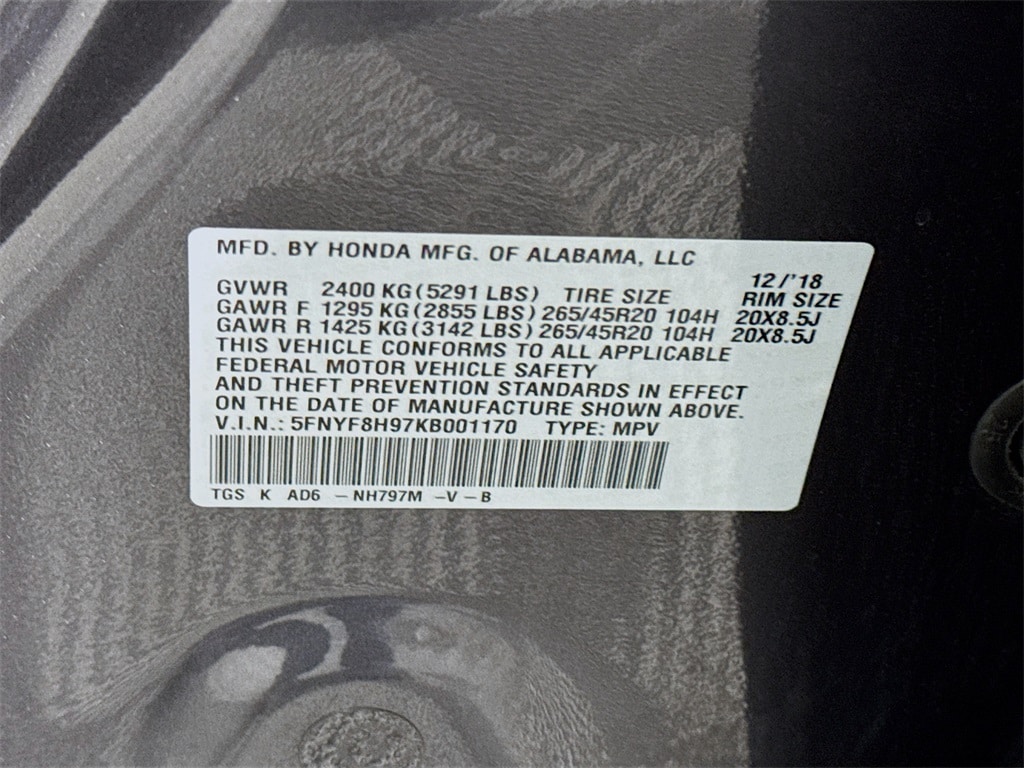 MFD. BY HONDA MFG. OF ALABAMA, LLC
12/'18
GVWR 2400 KG(5291 LBS) TIRE SIZE RIM SIZE
GAWR F 1295 KG(2855 LBS) 265/45R20 104H 20X8.5J
GAWR R 1425 KG(3142 LBS) 265/45R20 104H 20X8.5J
THIS VEHICLE CONFORMS TO ALL APPLICABLE
FEDERAL MOTOR VEHICLE SAFETY
AND THEFT PREVENTION STANDARDS IN EFFECT
ON THE DATE OF MANUFACTURE SHOWN ABOVE.
V.I.N.: 5FNYF8H97KB001170 TYPE: MPV
TGS K AD6 -NH797M -V-B